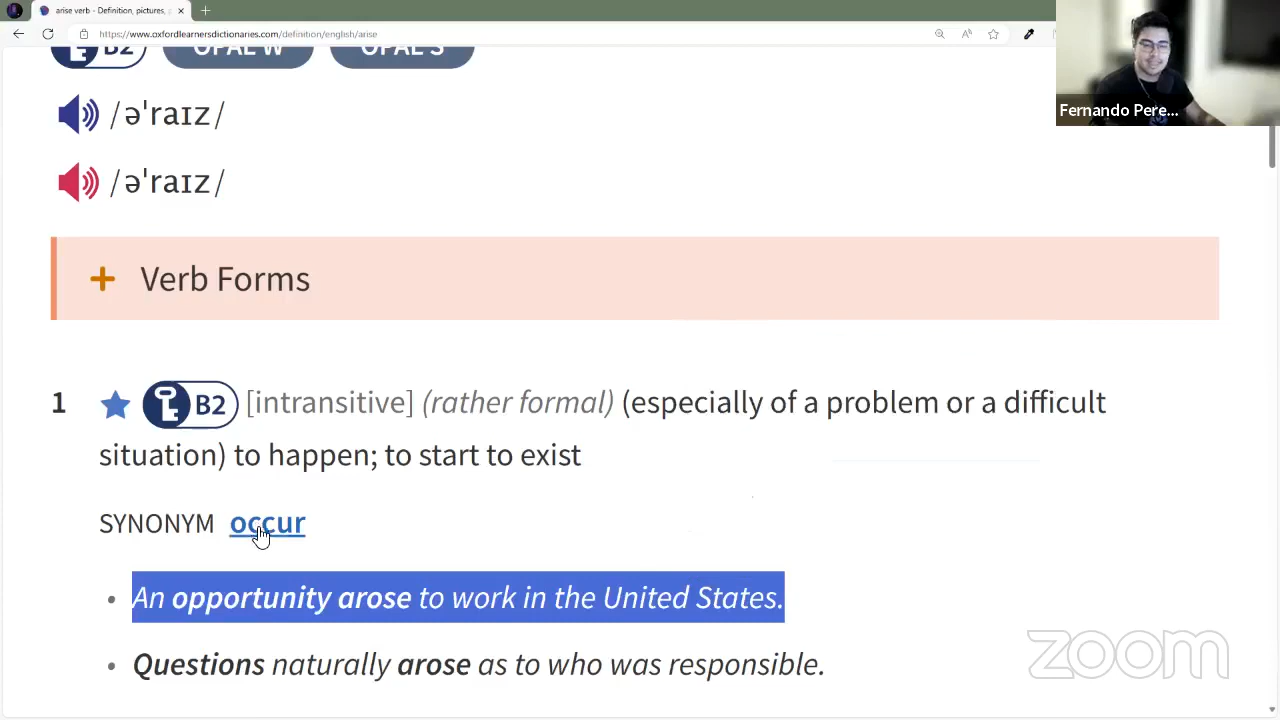 arise verb - Definition, pictures, p
https://www.oxfordlearnersdictionaries.com/definition/english/arise
B2 OPAL W OPAL S
Fernando Pere...
/əˈraɪz/
/əˈraɪz/
+ Verb Forms
1 B2 [intransitive] (rather formal) (especially of a problem or a difficult
situation) to happen; to start to exist
SYNONYM occur
• An opportunity arose to work in the United States.
• Questions naturally arose as to who was responsible.
zoom